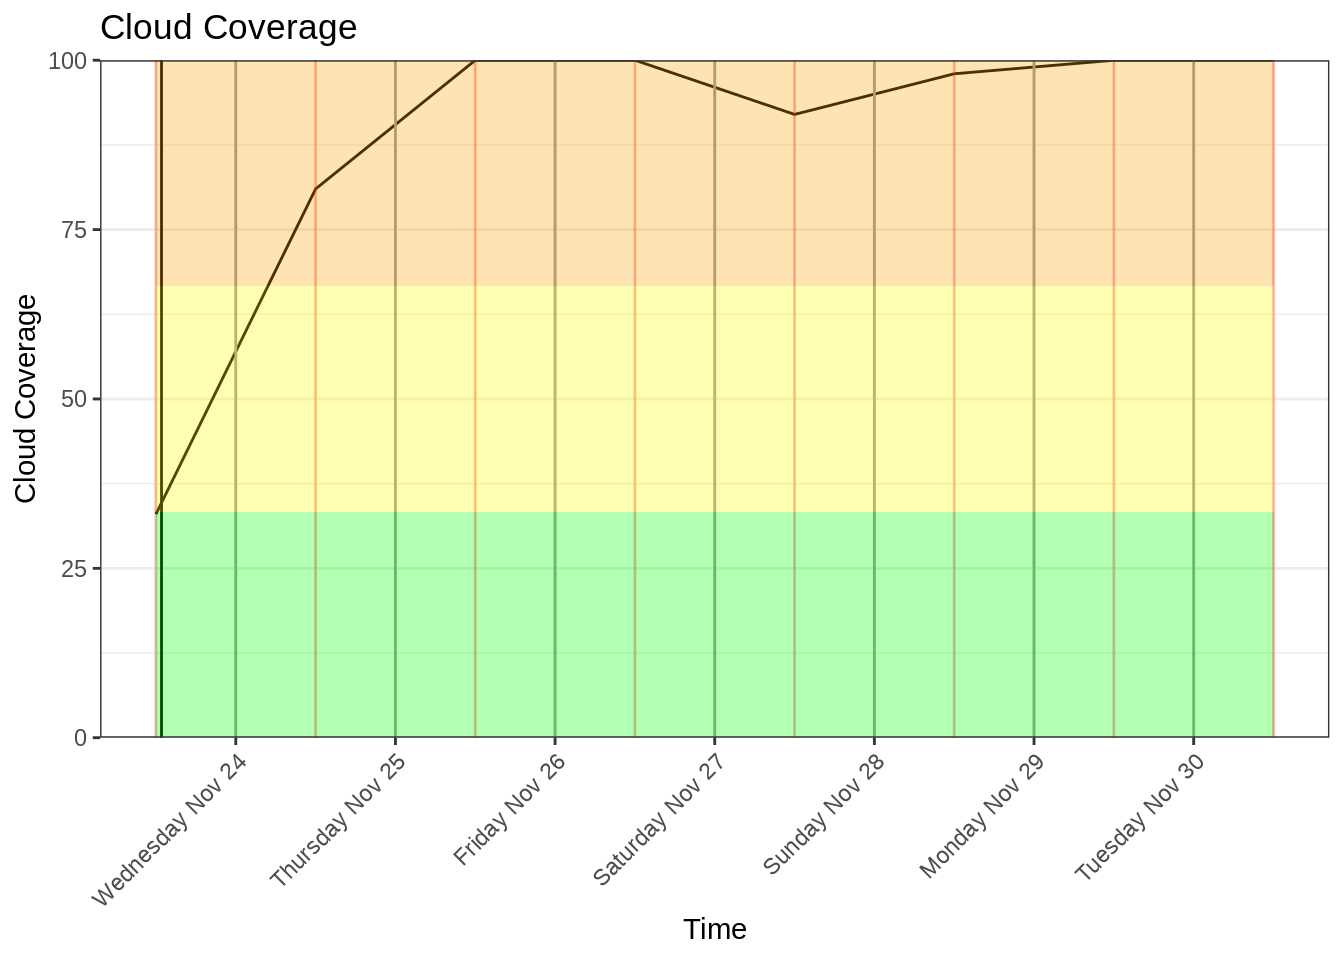 Cloud Coverage
Cloud Coverage
100
75
50
25
0
Wednesday Nov 24
Thursday Nov 25
Friday Nov 26
Saturday Nov 27
Sunday Nov 28
Monday Nov 29
Tuesday Nov 30
Time